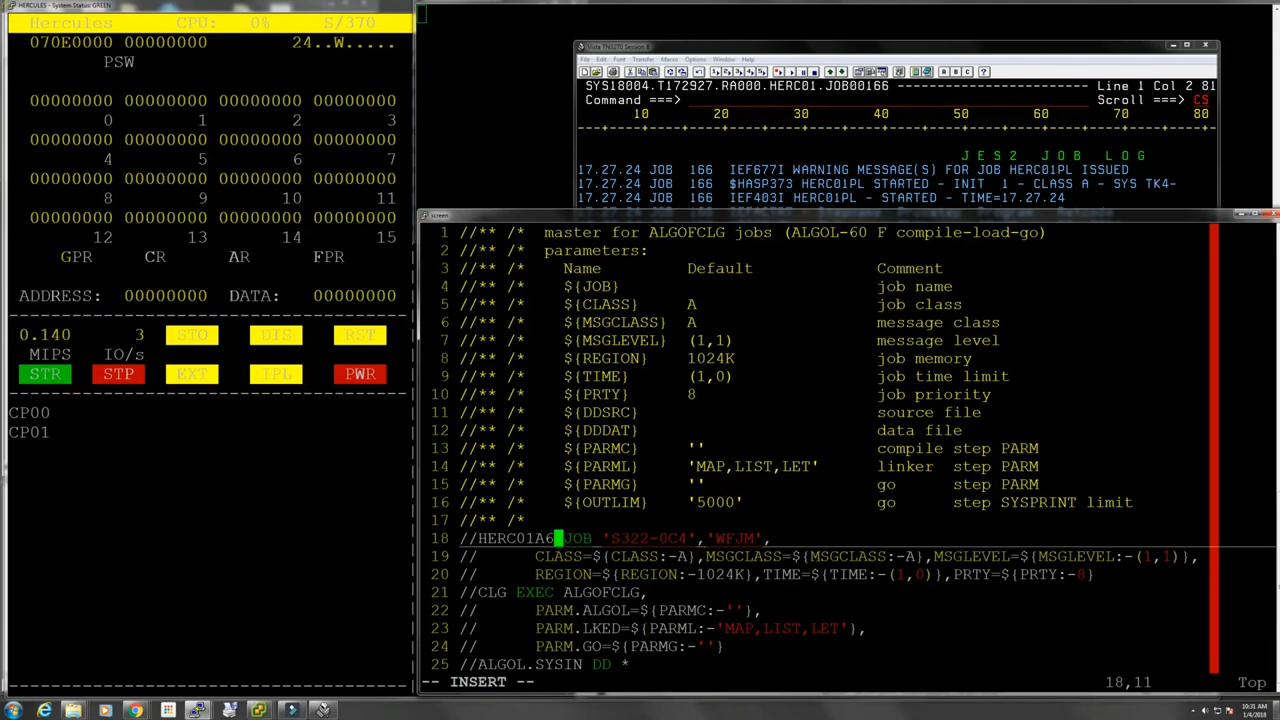 HERCULES - System Status: GREEN
Hercules CPU: 0% S/370
070E0000 00000000 24..W.....
PSW
00000000 00000000 00000000 00000000
0 1 2 3
00000000 00000000 00000000 00000000
4 5 6 7
00000000 00000000 00000000 00000000
8 9 10 11
00000000 00000000 00000000 00000000
12 13 14 15
GPR CR AR FPR
ADDRESS: 00000000 DATA: 00000000
0.140 3 STO DIS RST
MIPS IO/s
STR STP EXT IPL PWR
CP00
CP01
Vista TN3270 Session B
File Edit Font Transfer Macro Options Window Help
SYS18004.T172927.RA000.HERC01.JOB00166 ---------------------------- Line 1 Col 2 81
Command ===> Scroll ===> CS
10 20 30 40 50 60 70 80
J E S 2 J O B L O G
17.27.24 JOB 166 IEF677I WARNING MESSAGE(S) FOR JOB HERC01PL ISSUED
17.27.24 JOB 166 $HASP373 HERC01PL STARTED - INIT 1 - CLASS A - SYS TK4-
17.27.24 JOB 166 IEF403I HERC01PL - STARTED - TIME=17.27.24
screen
1 //** /* master for ALGOFCLG jobs (ALGOL-60 F compile-load-go)
2 //** /* parameters:
3 //** /* Name Default Comment
4 //** /* ${JOB} job name
5 //** /* ${CLASS} A job class
6 //** /* ${MSGCLASS} A message class
7 //** /* ${MSGLEVEL} (1,1) message level
8 //** /* ${REGION} 1024K job memory
9 //** /* ${TIME} (1,0) job time limit
10 //** /* ${PRTY} 8 job priority
11 //** /* ${DDSRC} source file
12 //** /* ${DDDAT} data file
13 //** /* ${PARMC} '' compile step PARM
14 //** /* ${PARML} 'MAP,LIST,LET' linker step PARM
15 //** /* ${PARMG} '' go step PARM
16 //** /* ${OUTLIM} '5000' go step SYSPRINT limit
17 //** /*
18 //HERC01A6 JOB 'S322-0C4','WFJM',
19 // CLASS=${CLASS:-A},MSGCLASS=${MSGCLASS:-A},MSGLEVEL=${MSGLEVEL:-(1,1)},
20 // REGION=${REGION:-1024K},TIME=${TIME:-(1,0)},PRTY=${PRTY:-8}
21 //CLG EXEC ALGOFCLG,
22 // PARM.ALGOL=${PARMC:-''},
23 // PARM.LKED=${PARML:-'MAP,LIST,LET'},
24 // PARM.GO=${PARMG:-''}
25 //ALGOL.SYSIN DD *
-- INSERT -- 18,11 Top
10:31 AM
1/4/2018